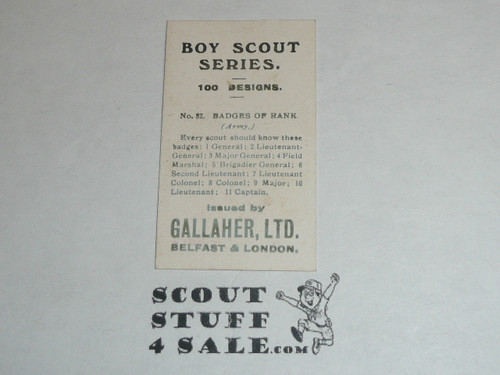 BOY SCOUT
SERIES.
100 DESIGNS.
No. 82. BADGES OF RANK
(Army.)
Every scout should know these
badges: 1 General; 2 Lieutenant-
General; 3 Major General; 4 Field
Marshal; 5 Brigadier General; 6
Second Lieutenant; 7 Lieutenant
Colonel; 8 Colonel; 9 Major; 10
Lieutenant; 11 Captain.
Issued by
GALLAHER, LTD.
BELFAST & LONDON.
SCOUT
STUFF
4 SALE.COM